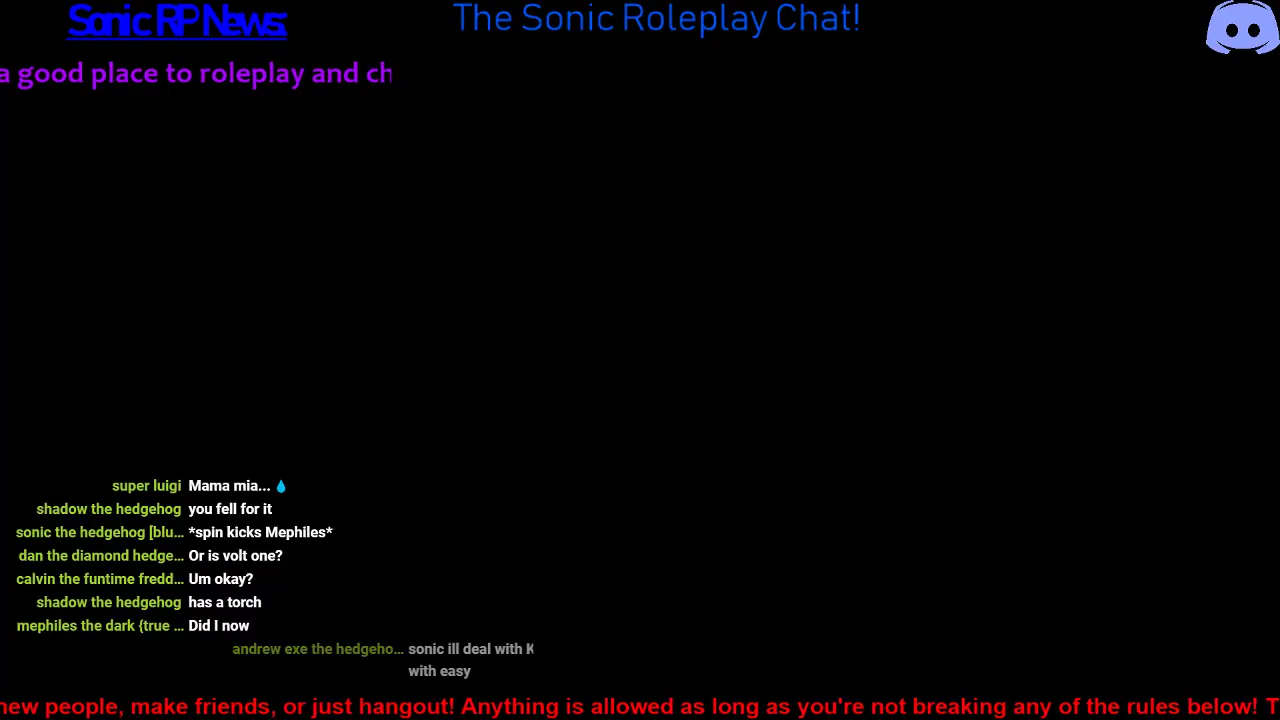 Sonic RP News:
The Sonic Roleplay Chat!
a good place to roleplay and ch
super luigi Mama mia... 💧
shadow the hedgehog you fell for it
sonic the hedgehog [blu... *spin kicks Mephiles*
dan the diamond hedge... Or is volt one?
calvin the funtime fredd... Um okay?
shadow the hedgehog has a torch
mephiles the dark {true ... Did I now
andrew exe the hedgeho... sonic ill deal with K
with easy
new people, make friends, or just hangout! Anything is allowed as long as you're not breaking any of the rules below! T